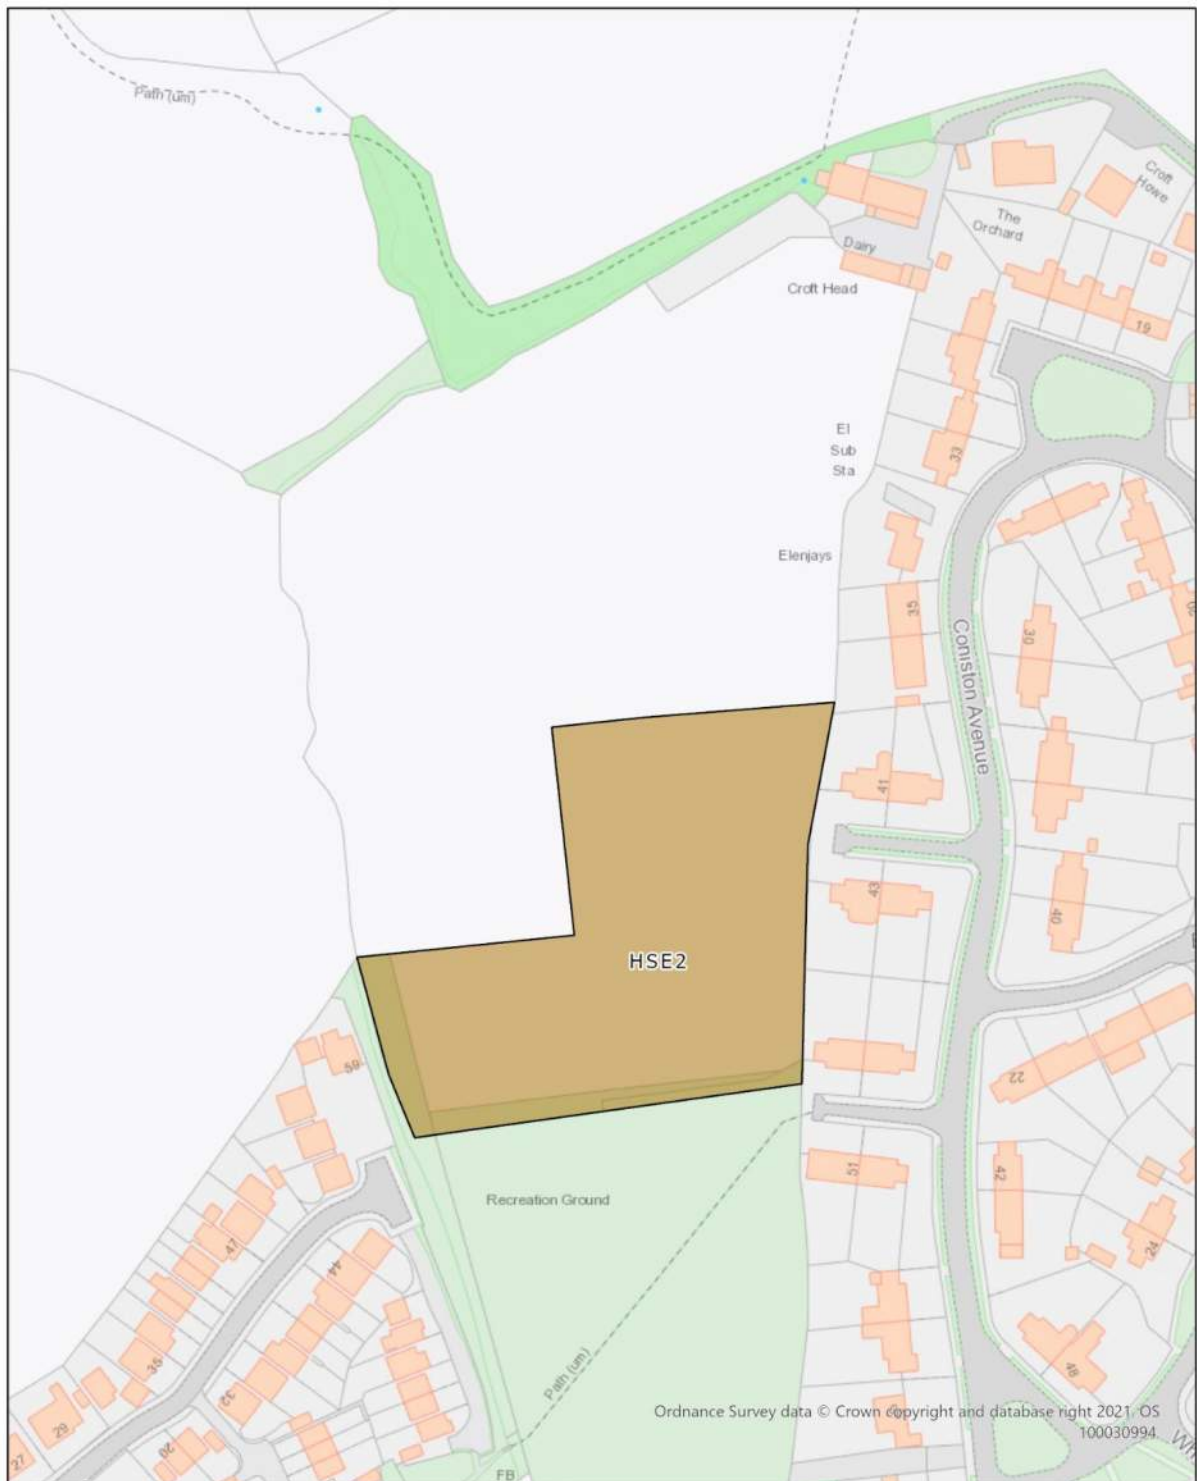 Path (um)
Croft
Howe
The
Orchard
Dairy
Croft Head
19
El
Sub
Sta
33
Elenjays
35
30
Coniston Avenue
41
43
40
HSE2
59
22
51
42
Recreation Ground
47
24
44
Path (um)
35
48
32
29
20
27
Ordnance Survey data © Crown copyright and database right 2021. OS
100030994.
FB